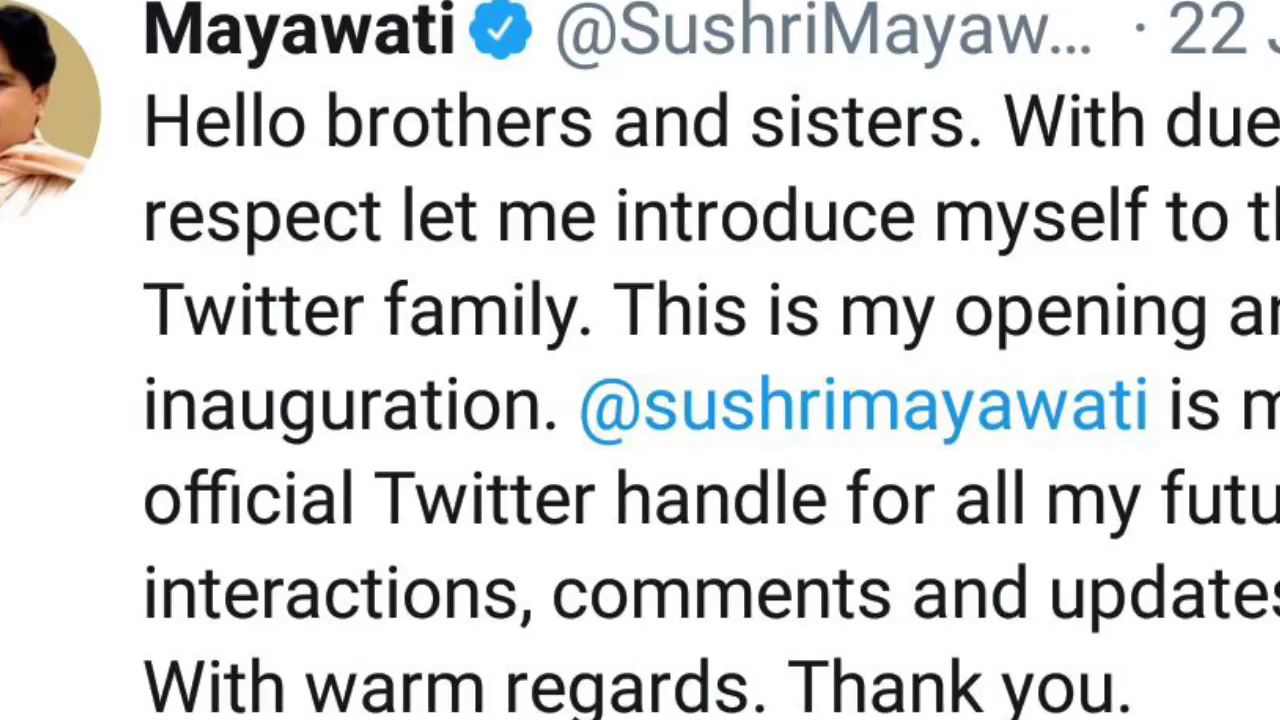 Mayawati @SushriMayaw... · 22
Hello brothers and sisters. With due
respect let me introduce myself to
Twitter family. This is my opening
inauguration. @sushrimayawati is
official Twitter handle for all my
interactions, comments and updates
With warm regards. Thank you.